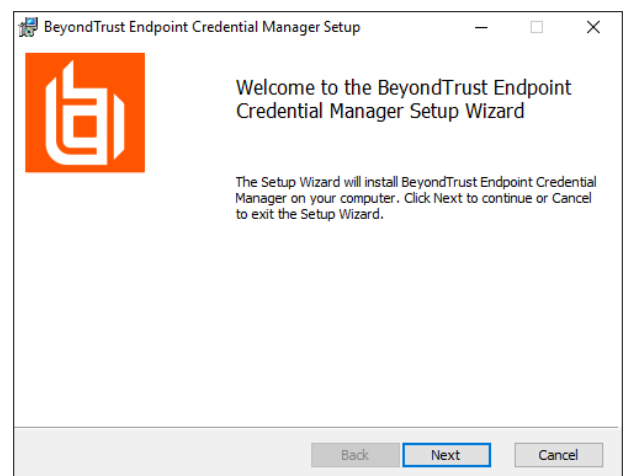 BeyondTrust Endpoint Credential Manager Setup
Welcome to the BeyondTrust Endpoint
Credential Manager Setup Wizard
The Setup Wizard will install BeyondTrust Endpoint Credential
Manager on your computer. Click Next to continue or Cancel
to exit the Setup Wizard.
Back Next Cancel